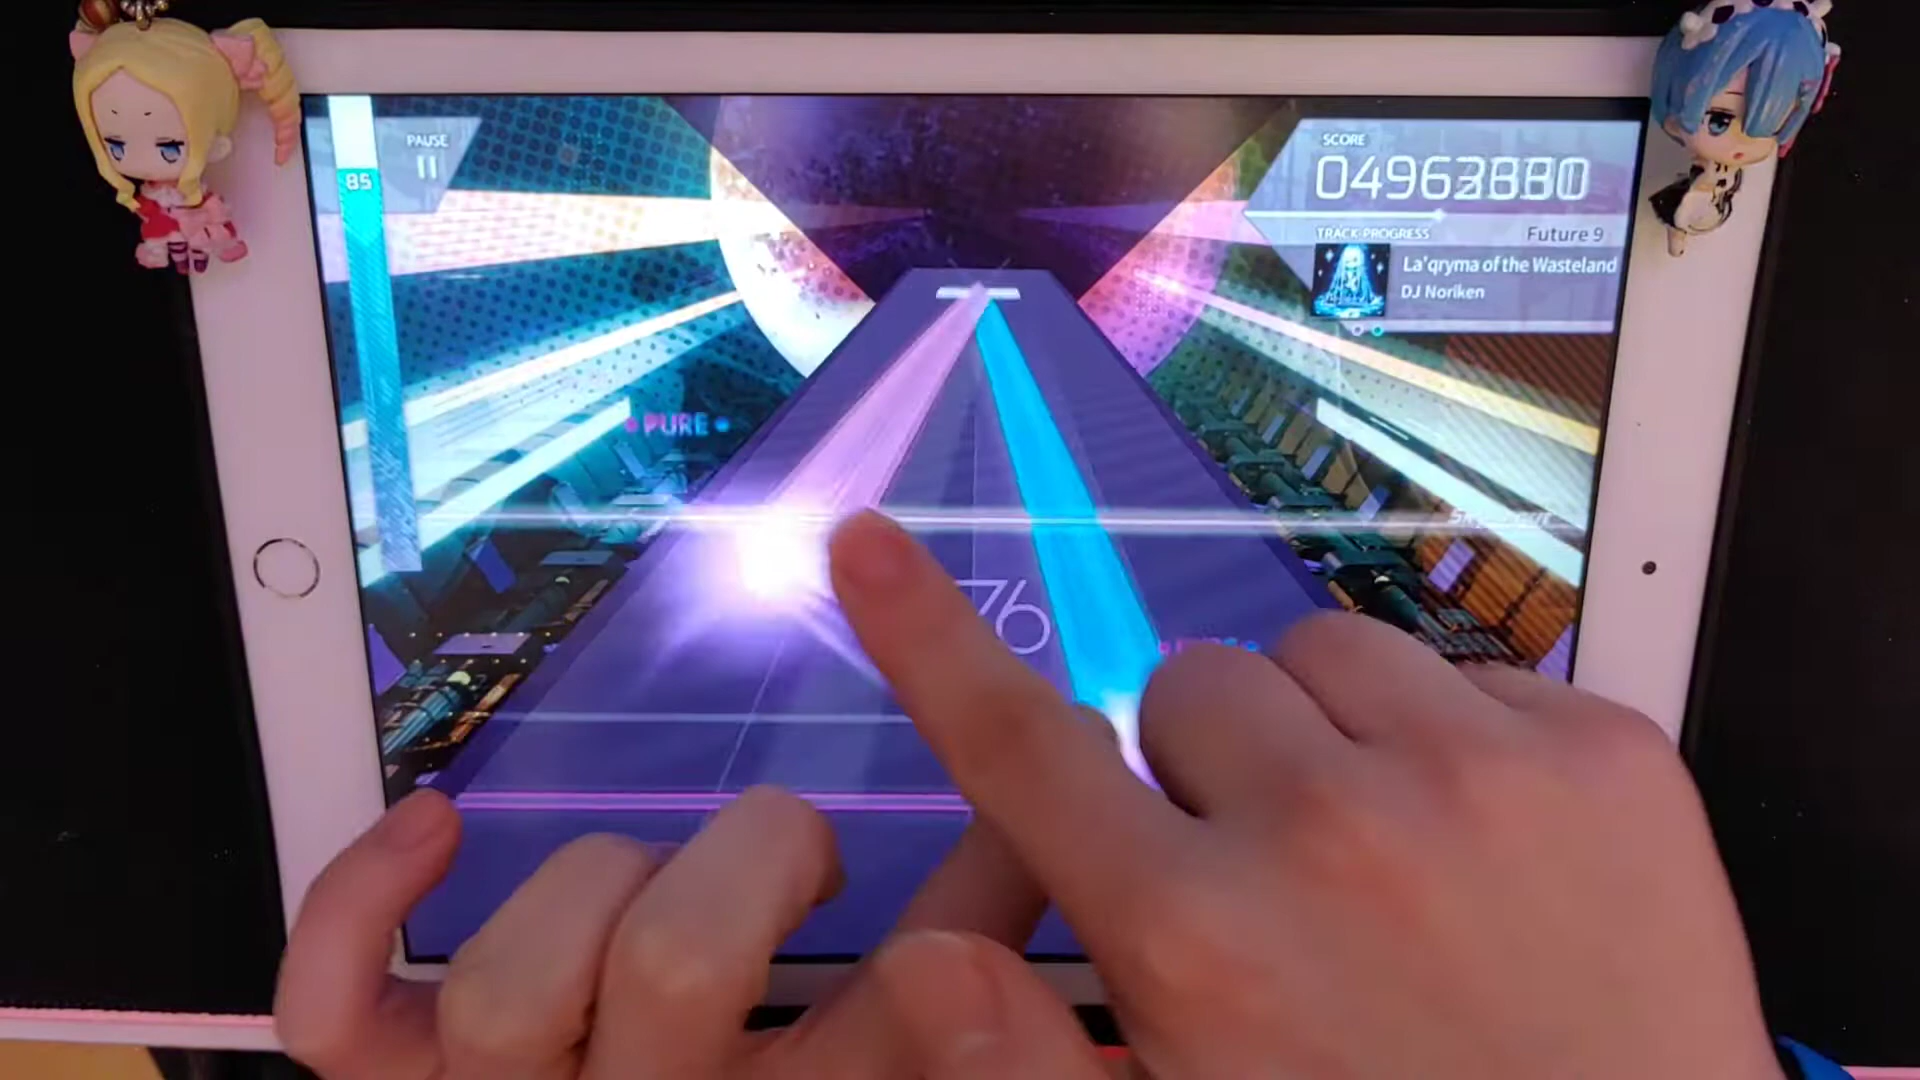 PAUSE
85
SCORE
TRACK PROGRESS
Future 9
La'qryma of the Wasteland
DJ Noriken
PURE
76